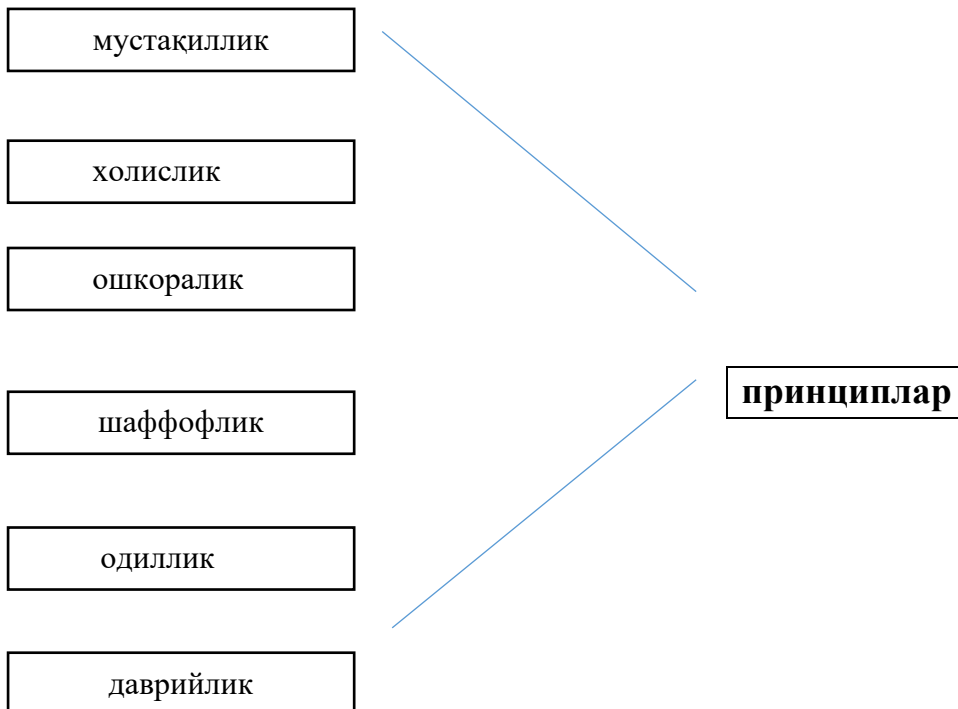 мустақиллик
холислик
ошкоралик
шаффофлик
принциплар
одиллик
даврийлик